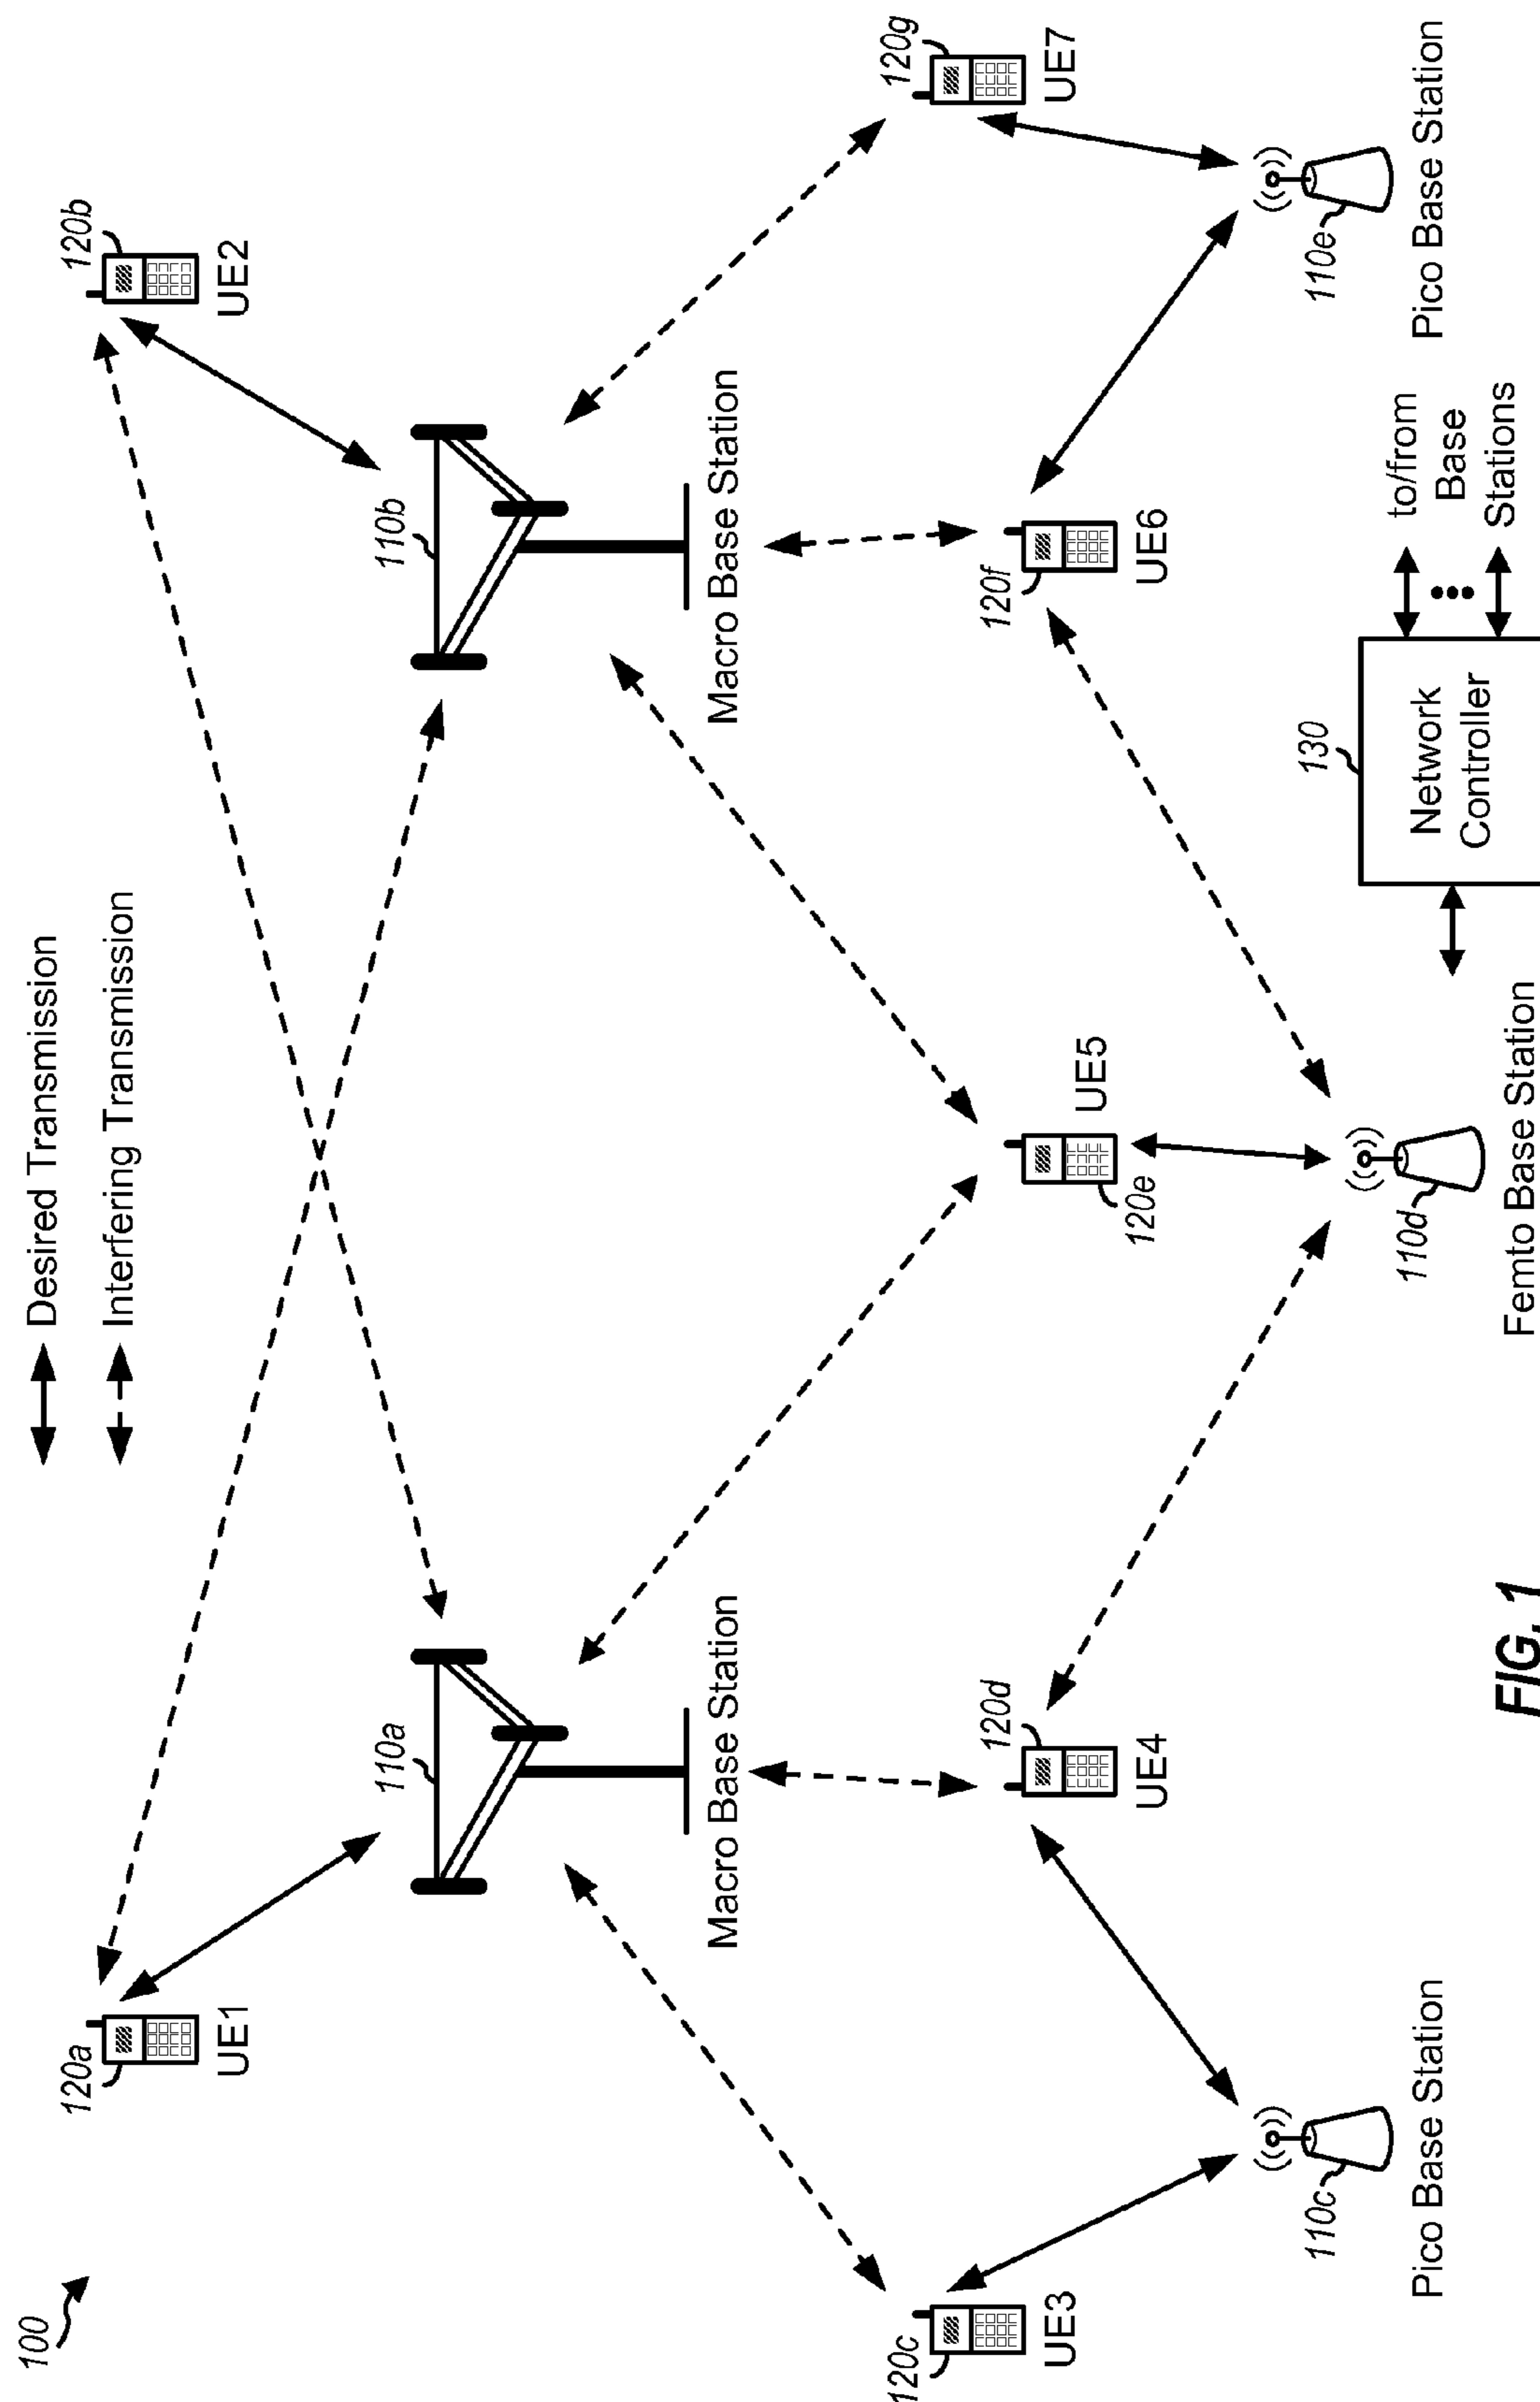 100
Desired Transmission
Interfering Transmission
120a
UE1
120b
UE2
110a
Macro Base Station
110b
Macro Base Station
120c
UE3
120d
UE4
120e
UE5
120f
UE6
120g
UE7
110c
Pico Base Station
110d
Femto Base Station
110e
Pico Base Station
130
Network
Controller
to/from
Base
Stations
FIG. 1